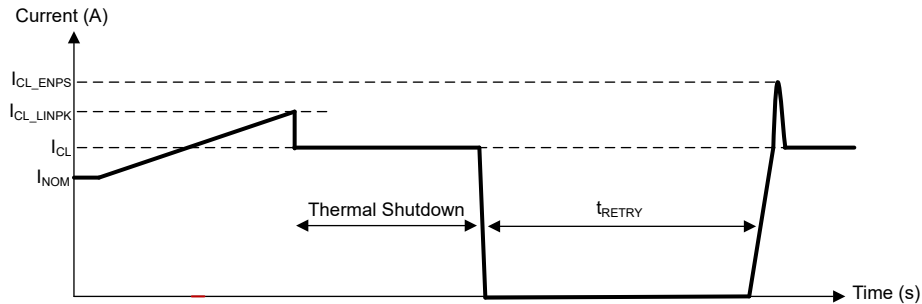 Current (A)
I_CL_ENPS
I_CL_LINPK
I_CL
I_NOM
Thermal Shutdown
t_RETRY
Time (s)